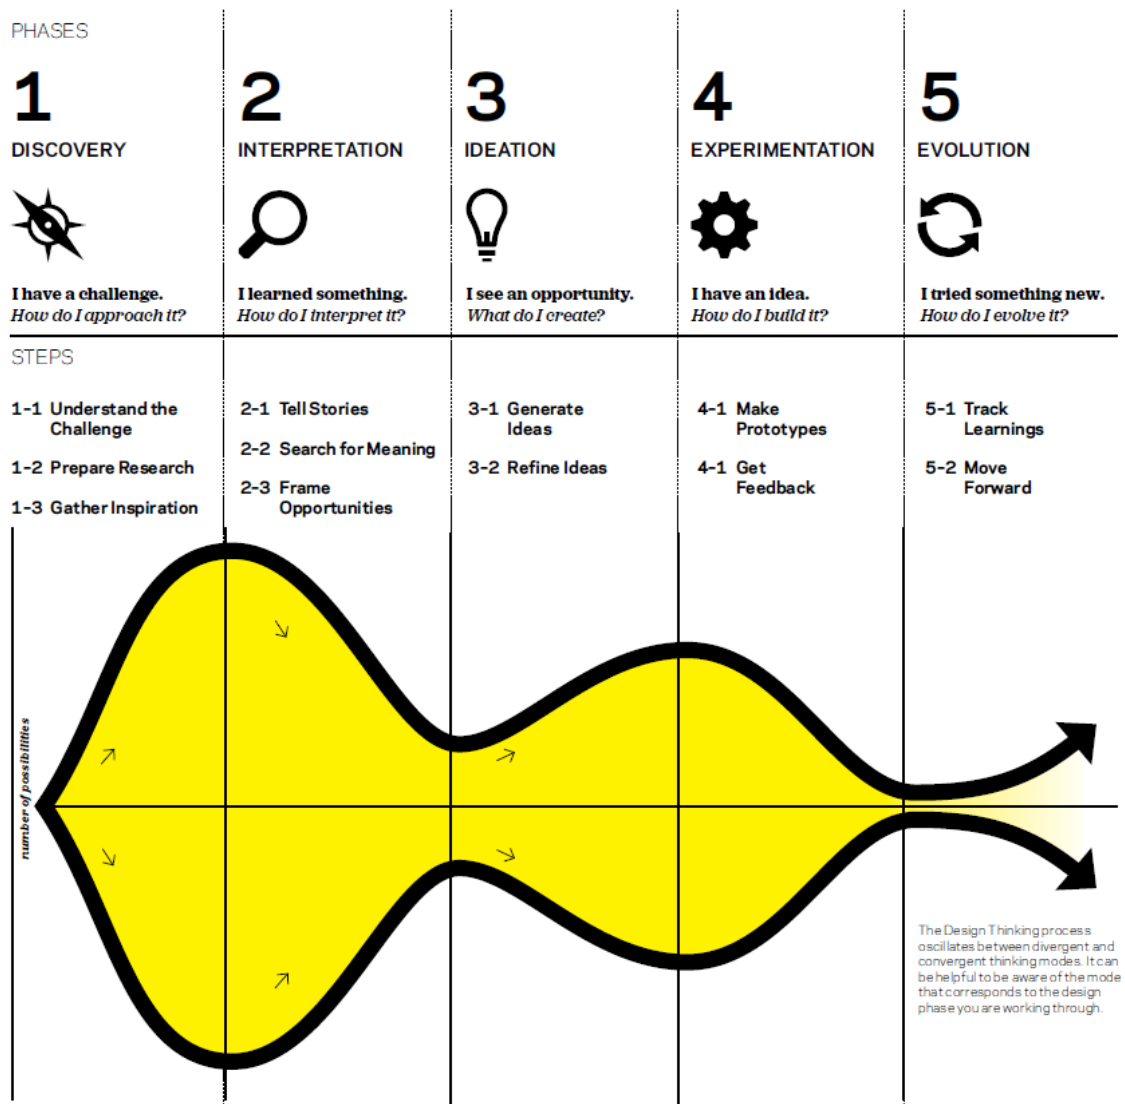 PHASES
1
DISCOVERY
I have a challenge.
How do I approach it?
2
INTERPRETATION
I learned something.
How do I interpret it?
3
IDEATION
I see an opportunity.
What do I create?
4
EXPERIMENTATION
I have an idea.
How do I build it?
5
EVOLUTION
I tried something new.
How do I evolve it?
STEPS
1-1 Understand the
Challenge
1-2 Prepare Research
1-3 Gather Inspiration
2-1 Tell Stories
2-2 Search for Meaning
2-3 Frame
Opportunities
3-1 Generate
Ideas
3-2 Refine Ideas
4-1 Make
Prototypes
4-1 Get
Feedback
5-1 Track
Learnings
5-2 Move
Forward
number of possibilities
The Design Thinking process
oscillates between divergent and
convergent thinking modes. It can
be helpful to be aware of the mode
that corresponds to the design
phase you are working through.